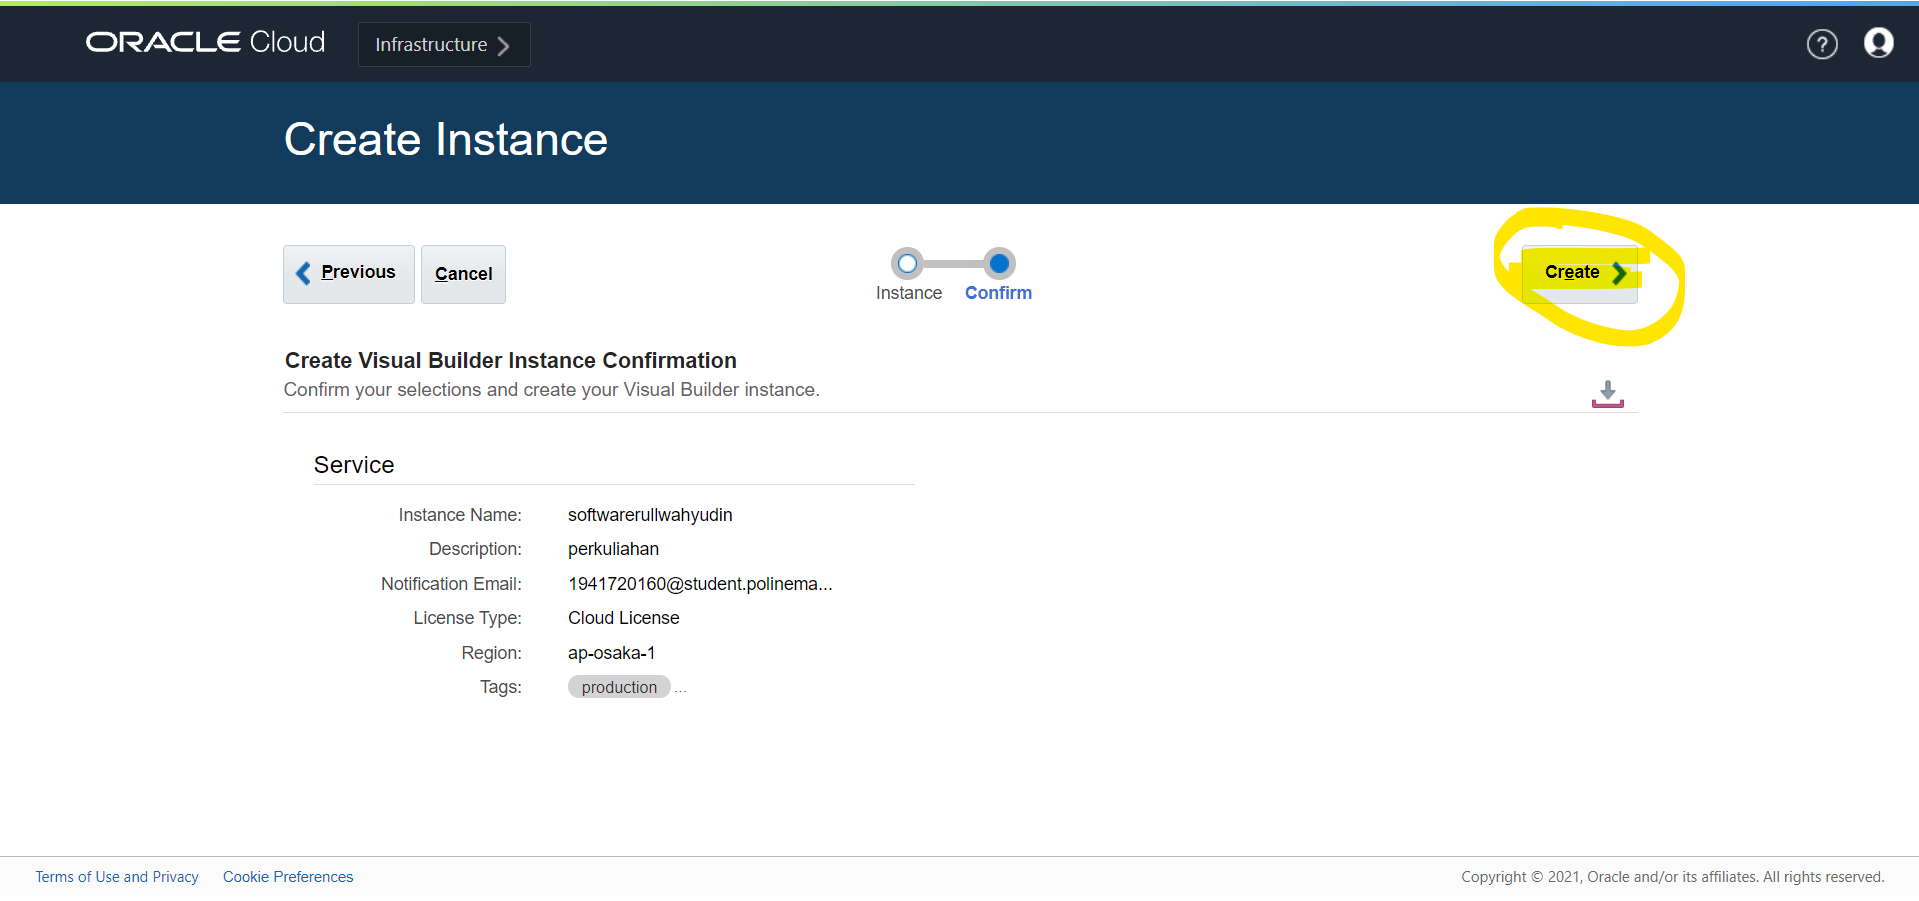 ORACLE Cloud Infrastructure
Create Instance
Previous Cancel Create
Instance Confirm
Create Visual Builder Instance Confirmation
Confirm your selections and create your Visual Builder instance.
Service
Instance Name: softwarerullwahyudin
Description: perkuliahan
Notification Email: 1941720160@student.polinema...
License Type: Cloud License
Region: ap-osaka-1
Tags: production ...
Terms of Use and Privacy Cookie Preferences Copyright © 2021, Oracle and/or its affiliates. All rights reserved.